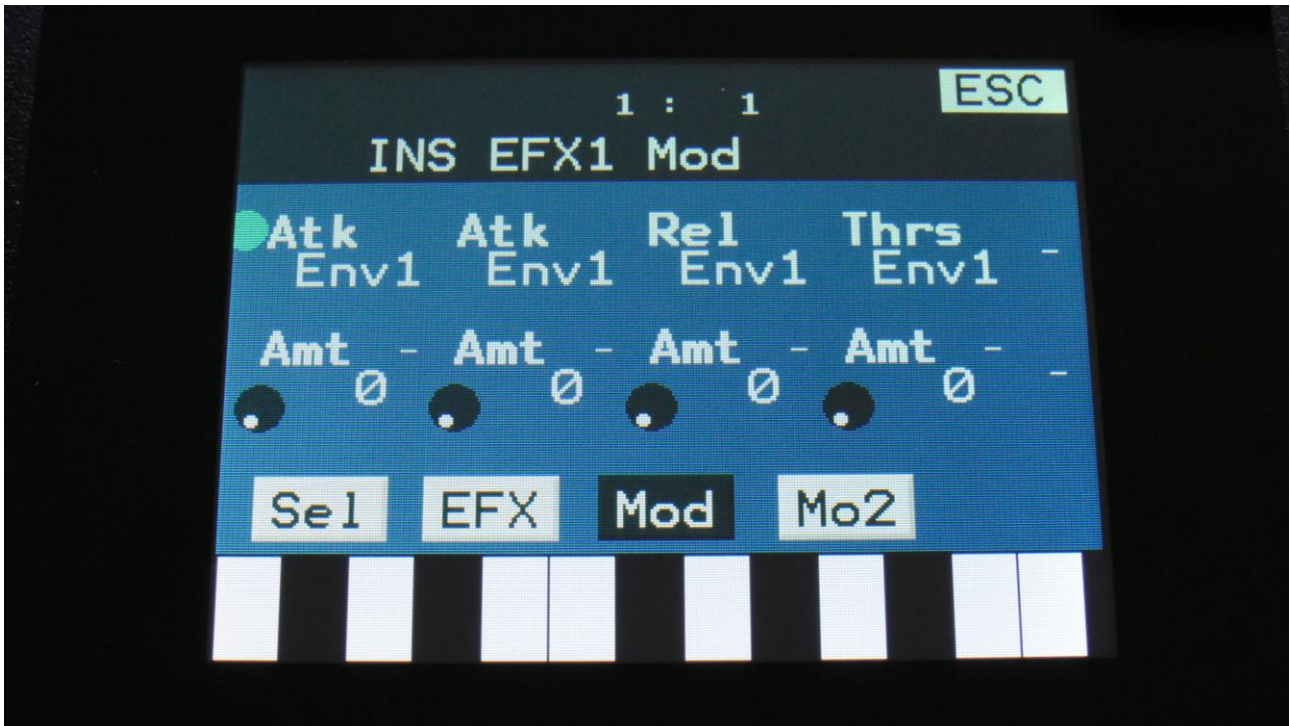 1 : 1 ESC
INS EFX1 Mod
Atk Atk Rel Thrs
Env1 Env1 Env1 Env1 -
Amt - Amt - Amt - Amt -
0 0 0 0 -
Sel EFX Mod Mo2